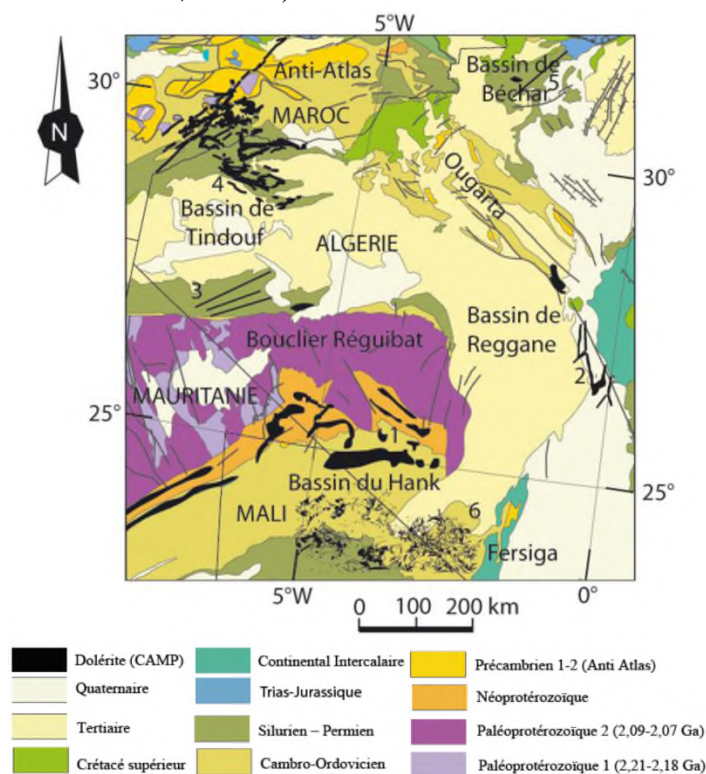 5°W
30°
Anti-Atlas
Bassin de
Béchar
5
MAROC
N
Ougarta
30°
4
Bassin de
Tindouf
ALGERIE
3
Bassin de
Reggane
Bouclier Réguibat
2
MAURITANIE
25°
1
Bassin du Hank
25°
MALI
6
Fersiga
5°W
0°
0 100 200 km
Dolérite (CAMP)
Continental Intercalaire
Précambrien 1-2 (Anti Atlas)
Quaternaire
Trias-Jurassique
Néoprotérozoïque
Tertiaire
Silurien – Permien
Paléoprotérozoïque 2 (2,09-2,07 Ga)
Crétacé supérieur
Cambro-Ordovicien
Paléoprotérozoïque 1 (2,21-2,18 Ga)